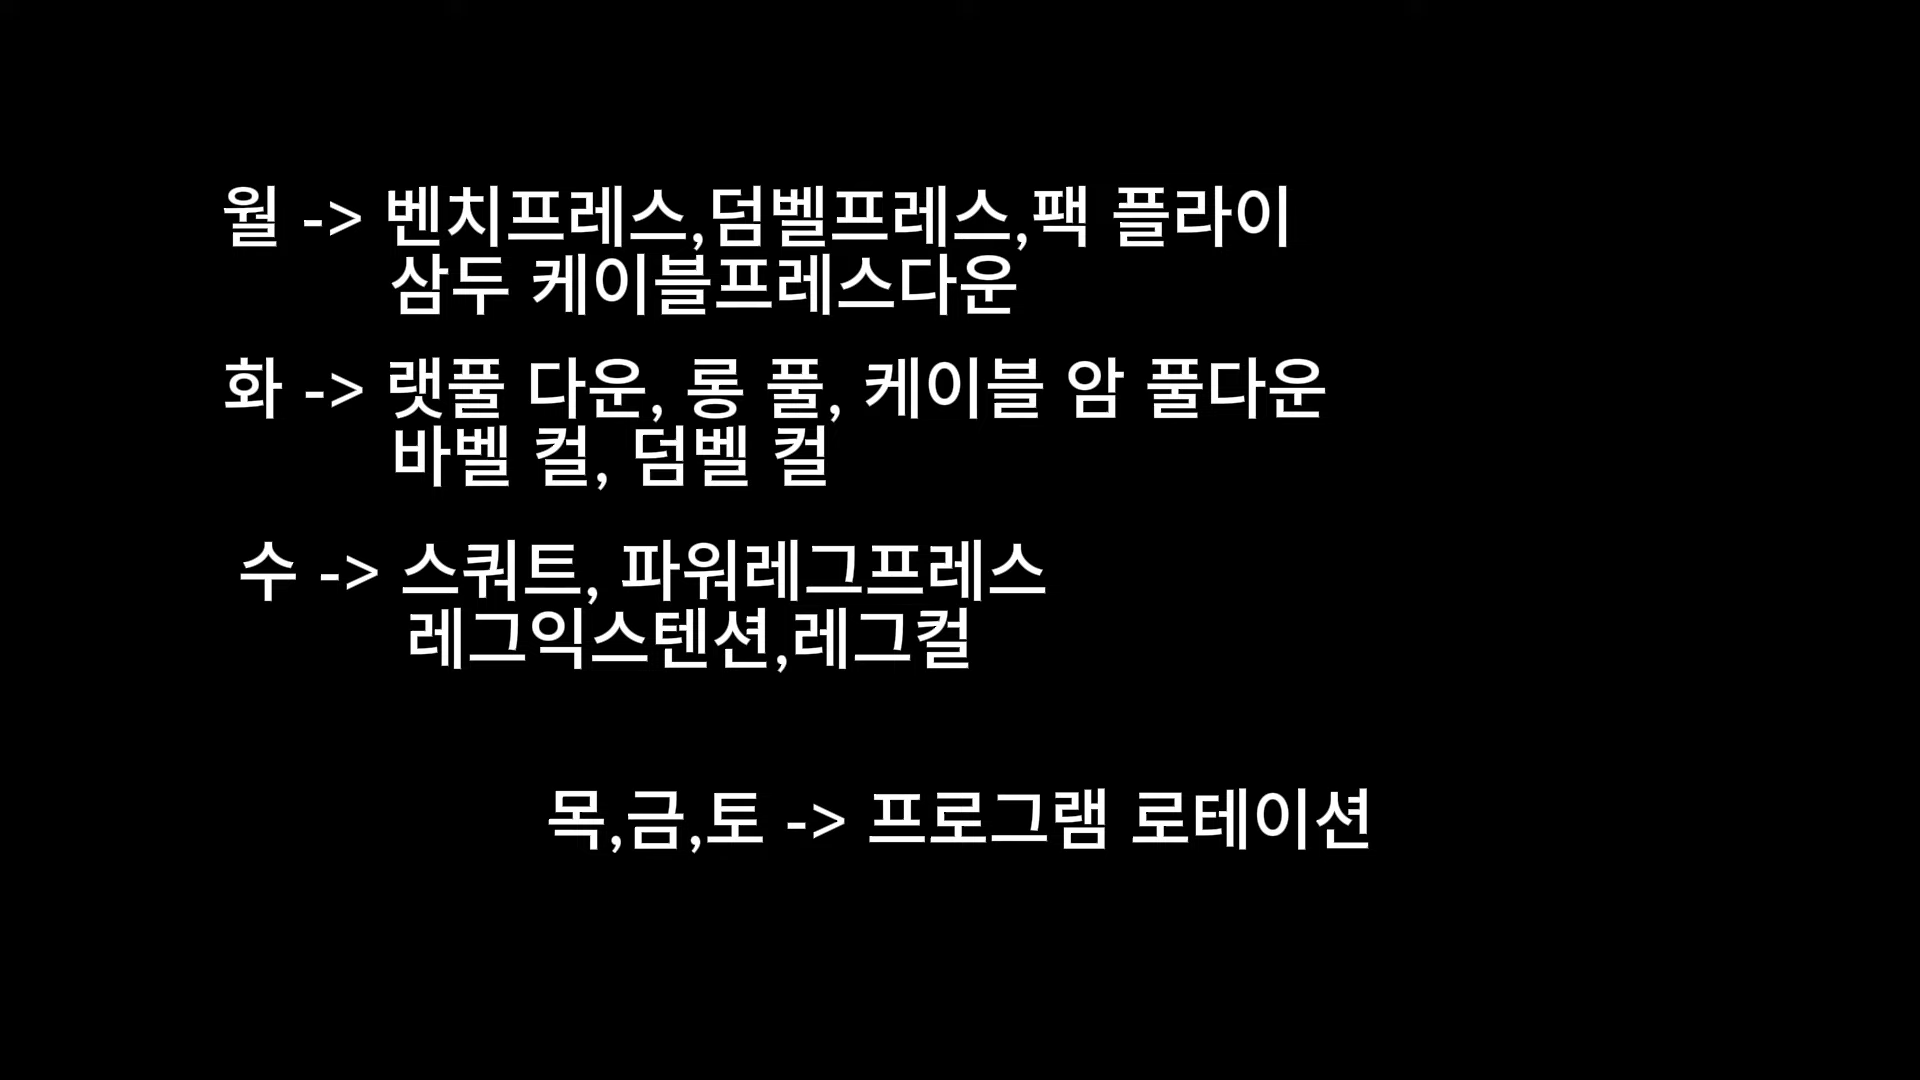 월 -> 벤치프레스,덤벨프레스,팩 플라이
삼두 케이블프레스다운
화 -> 랫풀 다운, 롱 풀, 케이블 암 풀다운
바벨 컬, 덤벨 컬
수 -> 스쿼트, 파워레그프레스
레그익스텐션,레그컬
목,금,토 -> 프로그램 로테이션